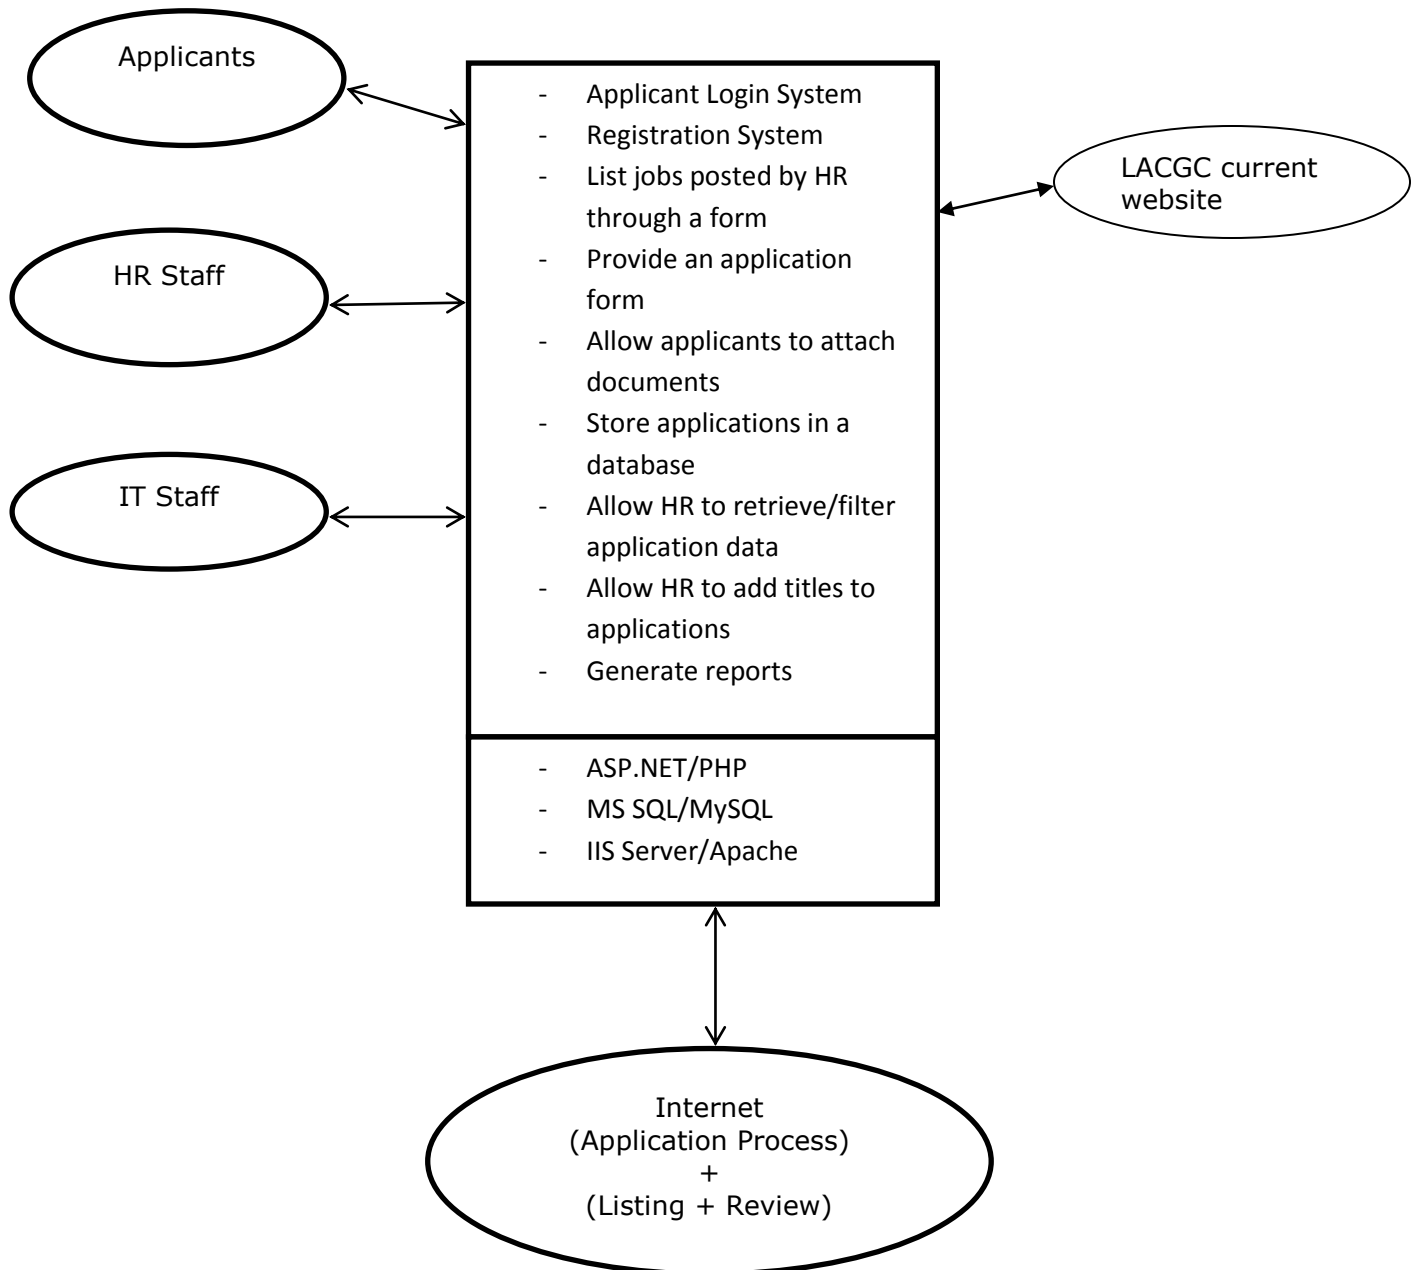 Applicants
HR Staff
IT Staff
- Applicant Login System
- Registration System
- List jobs posted by HR
through a form
- Provide an application
form
- Allow applicants to attach
documents
- Store applications in a
database
- Allow HR to retrieve/filter
application data
- Allow HR to add titles to
applications
- Generate reports
- ASP.NET/PHP
- MS SQL/MySQL
- IIS Server/Apache
LACGC current
website
Internet
(Application Process)
+
(Listing + Review)